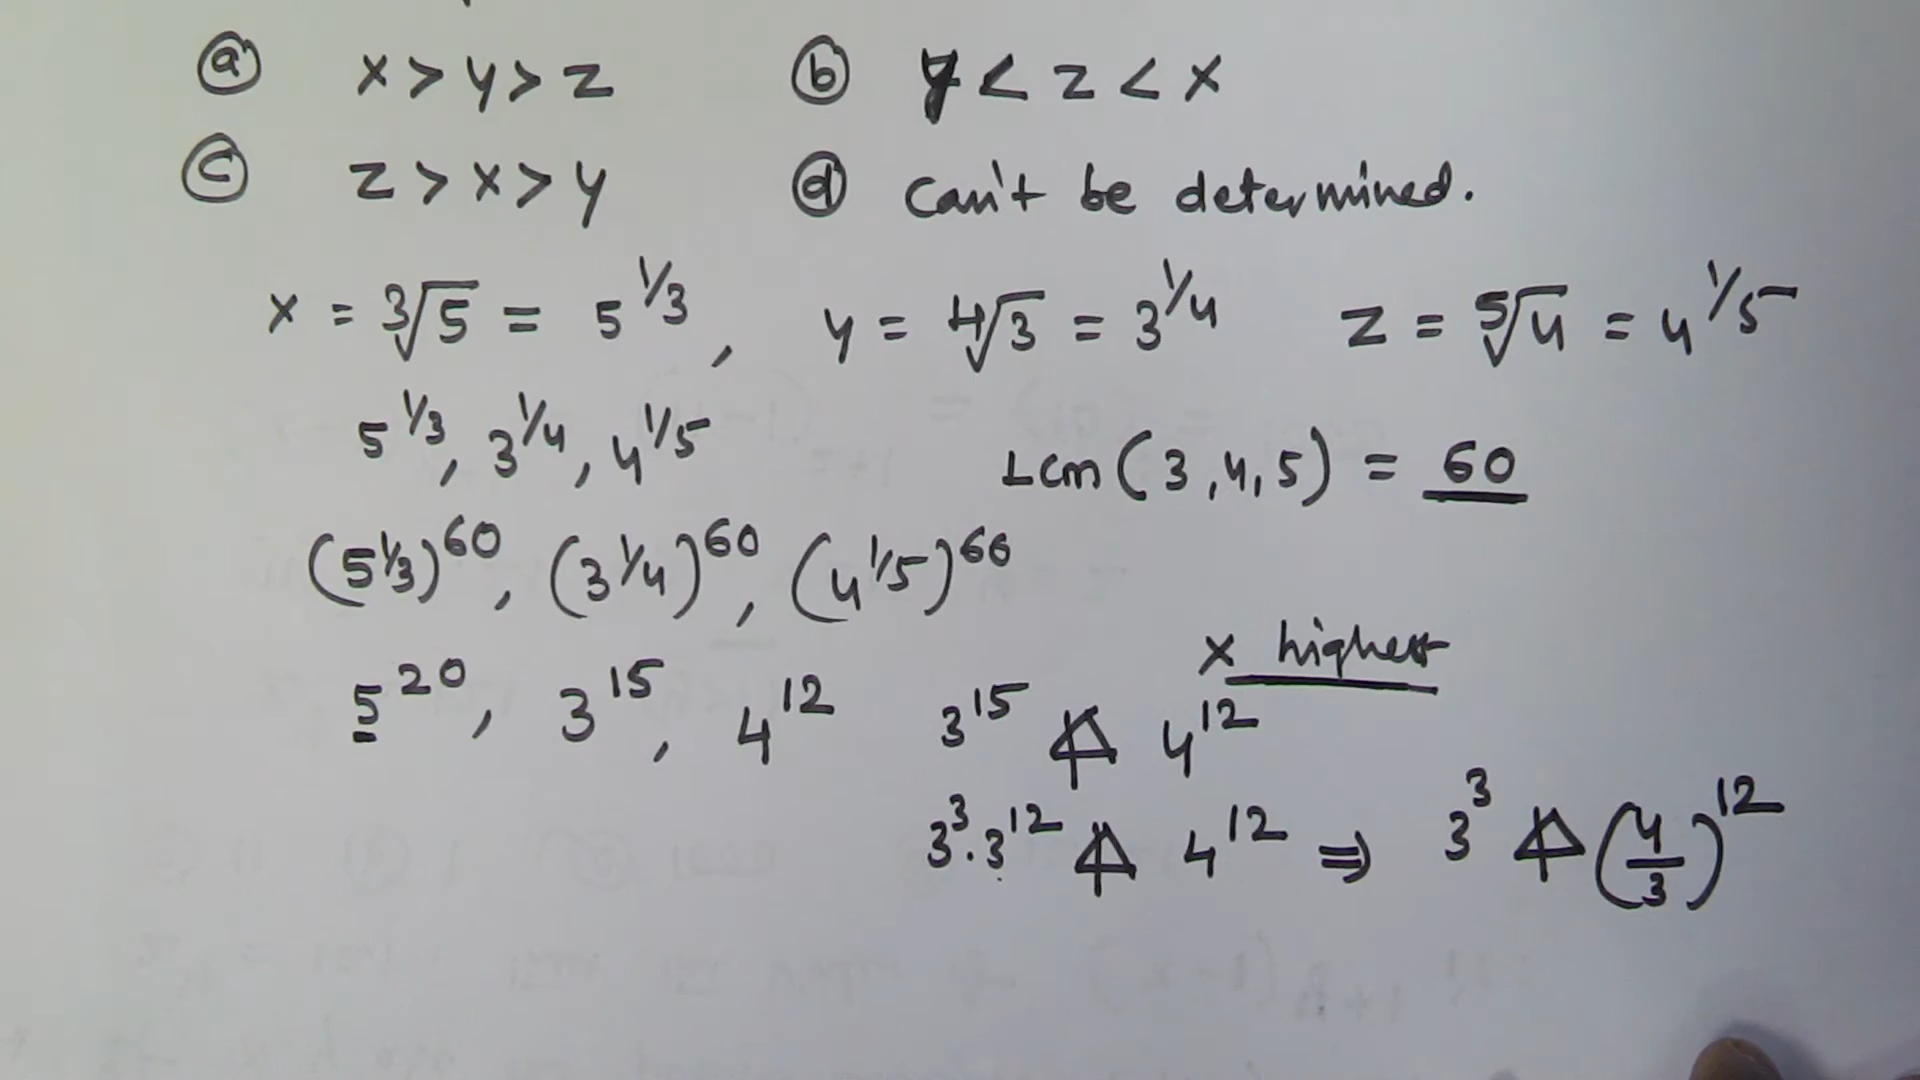 ⓐ x > y > z ⓑ y < z < x
ⓒ z > x > y ⓓ can't be determined.
x = ∛5 = 5^1/3, y = ∜3 = 3^1/4 z = ⁵√4 = 4^1/5
5^1/3, 3^1/4, 4^1/5 Lcm (3,4,5) = 60
(5^1/3)^60, (3^1/4)^60, (4^1/5)^60
x highest
5^20, 3^15, 4^12 3^15 4^12
3^3.3^12 4^12 ⇒ 3^3 (4/3)^12